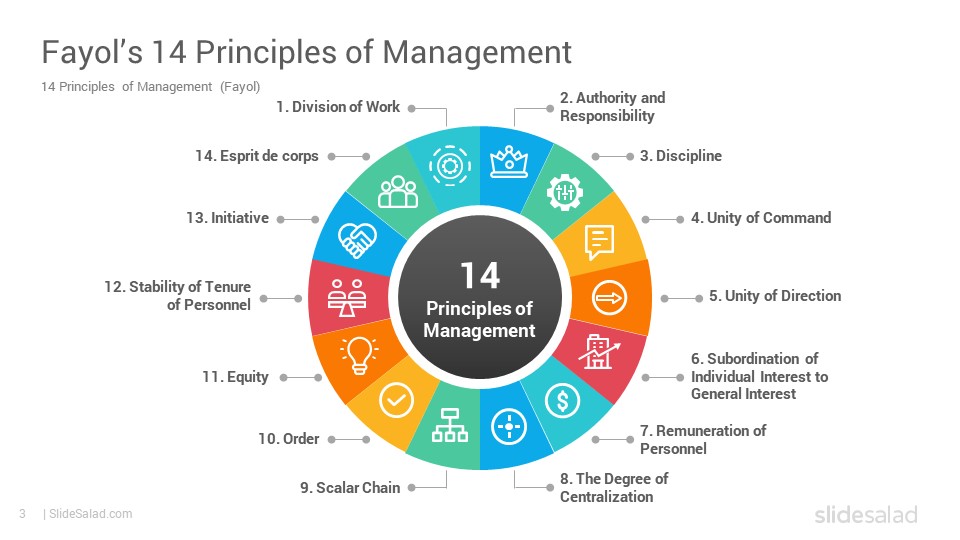 Fayol's 14 Principles of Management
14 Principles of Management (Fayol)
1. Division of Work
2. Authority and
Responsibility
3. Discipline
4. Unity of Command
5. Unity of Direction
6. Subordination of
Individual Interest to
General Interest
7. Remuneration of
Personnel
8. The Degree of
Centralization
9. Scalar Chain
10. Order
11. Equity
12. Stability of Tenure
of Personnel
13. Initiative
14. Esprit de corps
14
Principles of
Management
$
3 | SlideSalad.com
slidesalad